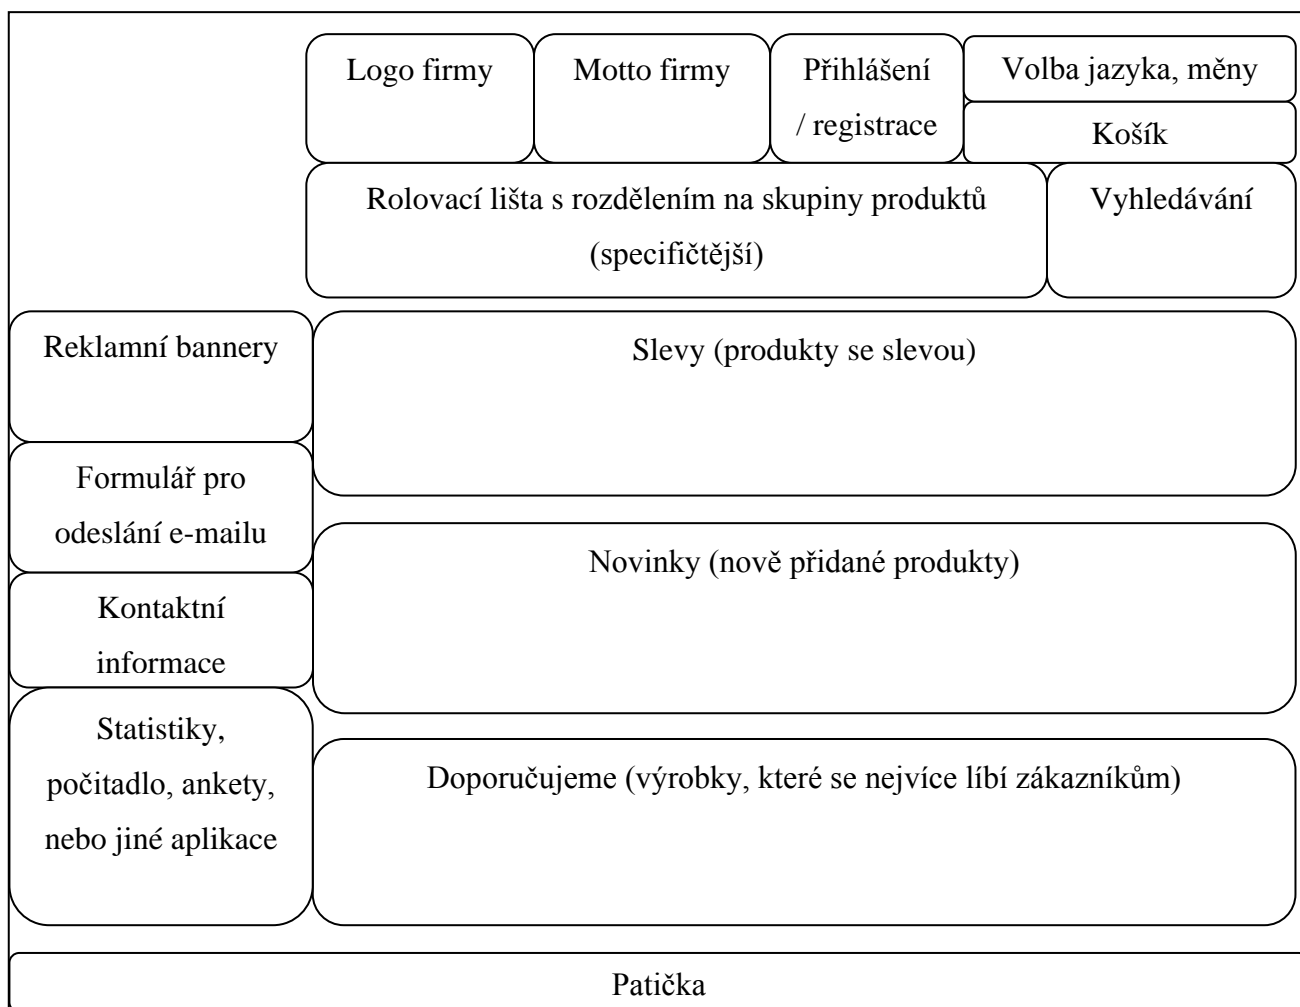 Logo firmy
Motto firmy
Přihlášení
/ registrace
Volba jazyka, měny
Košík
Rolovací lišta s rozdělením na skupiny produktů
(specifičtější)
Vyhledávání
Reklamní bannery
Formulář pro
odeslání e-mailu
Kontaktní
informace
Statistiky,
počitadlo, ankety,
nebo jiné aplikace
Slevy (produkty se slevou)
Novinky (nově přidané produkty)
Doporučujeme (výrobky, které se nejvíce líbí zákazníkům)
Patička